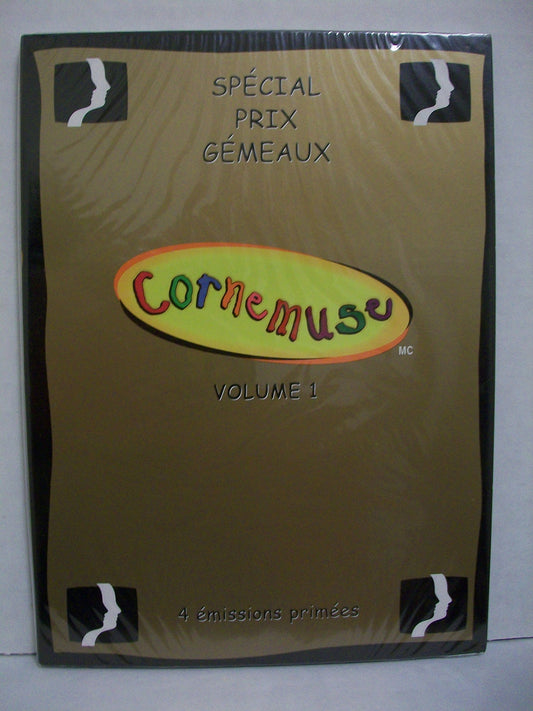 SPÉCIAL
PRIX
GÉMEAUX
Cornemuse
MC
VOLUME 1
4 émissions primées